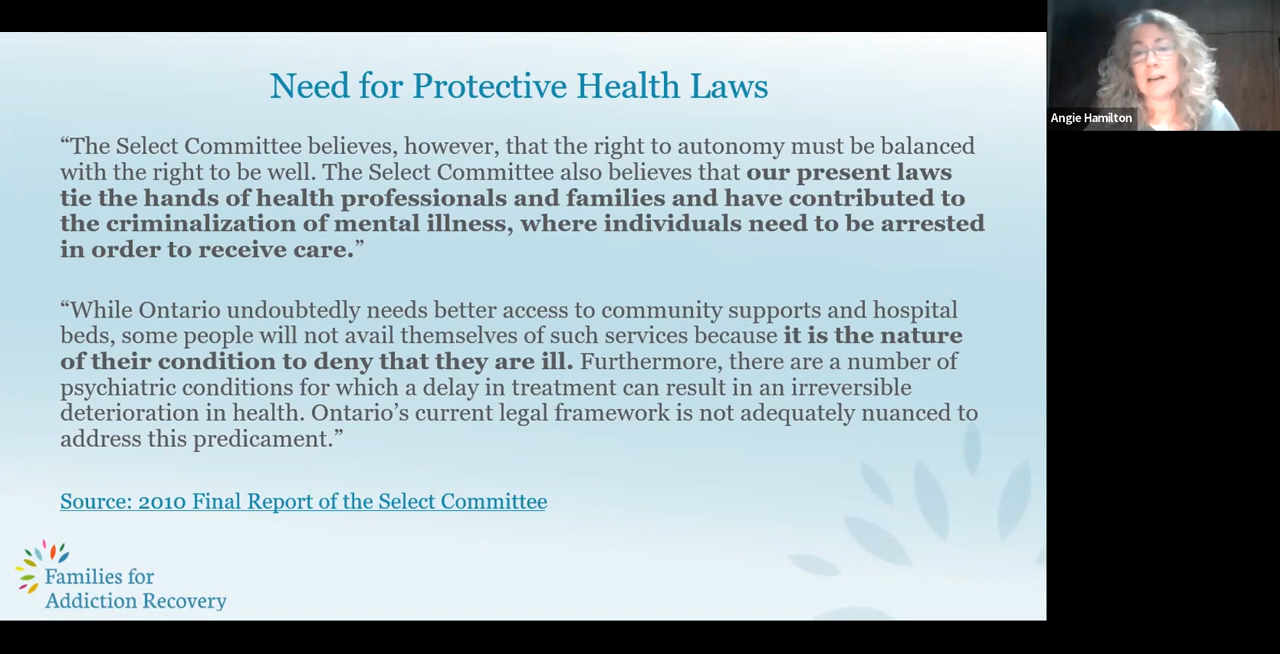 Need for Protective Health Laws
“The Select Committee believes, however, that the right to autonomy must be balanced
with the right to be well. The Select Committee also believes that our present laws
tie the hands of health professionals and families and have contributed to
the criminalization of mental illness, where individuals need to be arrested
in order to receive care.”
“While Ontario undoubtedly needs better access to community supports and hospital
beds, some people will not avail themselves of such services because it is the nature
of their condition to deny that they are ill. Furthermore, there are a number of
psychiatric conditions for which a delay in treatment can result in an irreversible
deterioration in health. Ontario’s current legal framework is not adequately nuanced to
address this predicament.”
Source: 2010 Final Report of the Select Committee
Families for
Addiction Recovery
Angie Hamilton